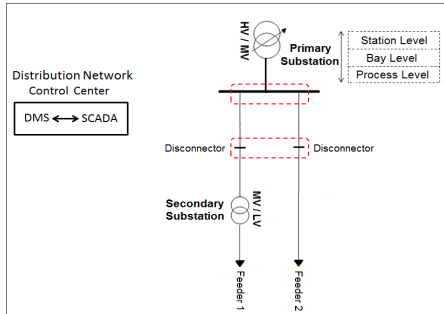 HV / MV
Primary
Substation
Station Level
Bay Level
Process Level
Distribution Network
Control Center
DMS
SCADA
Disconnector
Disconnector
Secondary
Substation
MV / LV
Feeder 1
Feeder 2